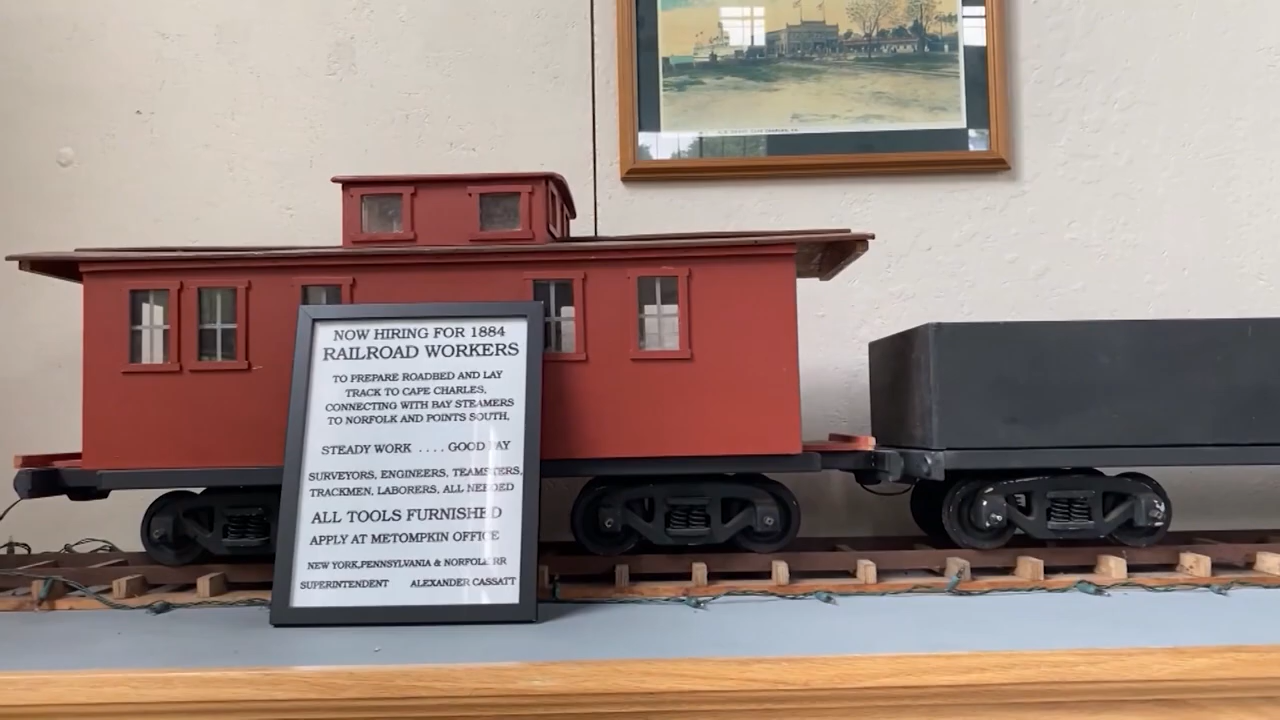 NOW HIRING FOR 1884
RAILROAD WORKERS
TO PREPARE ROADBED AND LAY
TRACK TO CAPE CHARLES,
CONNECTING WITH BAY STEAMERS
TO NORFOLK AND POINTS SOUTH,
STEADY WORK .... GOOD PAY
SURVEYORS, ENGINEERS, TEAMSTERS,
TRACKMEN, LABORERS, ALL NEEDED
ALL TOOLS FURNISHED
APPLY AT METOMPKIN OFFICE
NEW YORK,PENNSYLVANIA & NORFOLK RR
SUPERINTENDENT ALEXANDER CASSATT